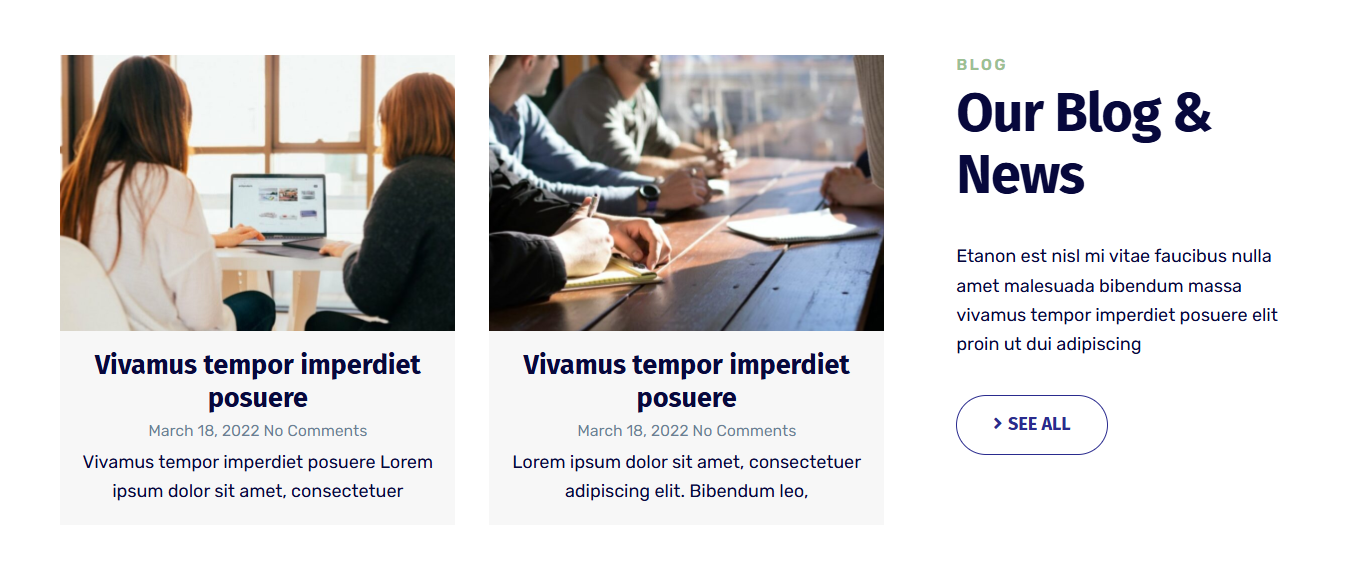 Vivamus tempor imperdiet
posuere
March 18, 2022 No Comments
Vivamus tempor imperdiet posuere Lorem
ipsum dolor sit amet, consectetuer
Vivamus tempor imperdiet
posuere
March 18, 2022 No Comments
Lorem ipsum dolor sit amet, consectetuer
adipiscing elit. Bibendum leo,
BLOG
Our Blog &
News
Etanon est nisl mi vitae faucibus nulla
amet malesuada bibendum massa
vivamus tempor imperdiet posuere elit
proin ut dui adipiscing
SEE ALL